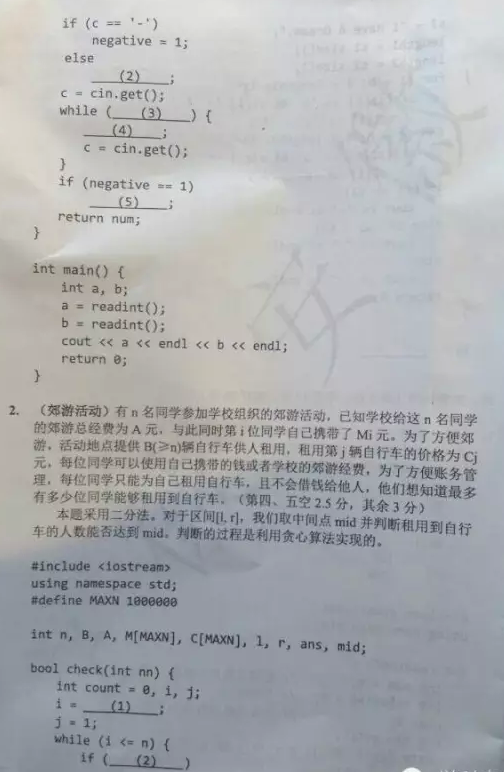 if (c == '-')
negative = 1;
else
(2) ;
c = cin.get();
while ( (3) ) {
(4) ;
c = cin.get();
}
if (negative == 1)
(5) ;
return num;
}
int main() {
int a, b;
a = readint();
b = readint();
cout << a << endl << b << endl;
return 0;
}
2. （郊游活动）有 n 名同学参加学校组织的郊游活动，已知学校给这 n 名同学
的郊游总经费为 A 元，与此同时第 i 位同学自己携带了 Mi 元。为了方便郊
游，活动地点提供 B(≥n)辆自行车供人租用，租用第 j 辆自行车的价格为 Cj
元，每位同学可以使用自己携带的钱或者学校的郊游经费，为了方便账务管
理，每位同学只能为自己租用自行车，且不会借钱给他人，他们想知道最多
有多少位同学能够租用到自行车。（第四、五空 2.5 分，其余 3 分）
本题采用二分法。对于区间[l, r]，我们取中间点 mid 并判断租用到自行
车的人数能否达到 mid。判断的过程是利用贪心算法实现的。
#include <iostream>
using namespace std;
#define MAXN 1000000
int n, B, A, M[MAXN], C[MAXN], l, r, ans, mid;
bool check(int nn) {
int count = 0, i, j;
i = (1) ;
j = 1;
while (i <= n) {
if ( (2) )